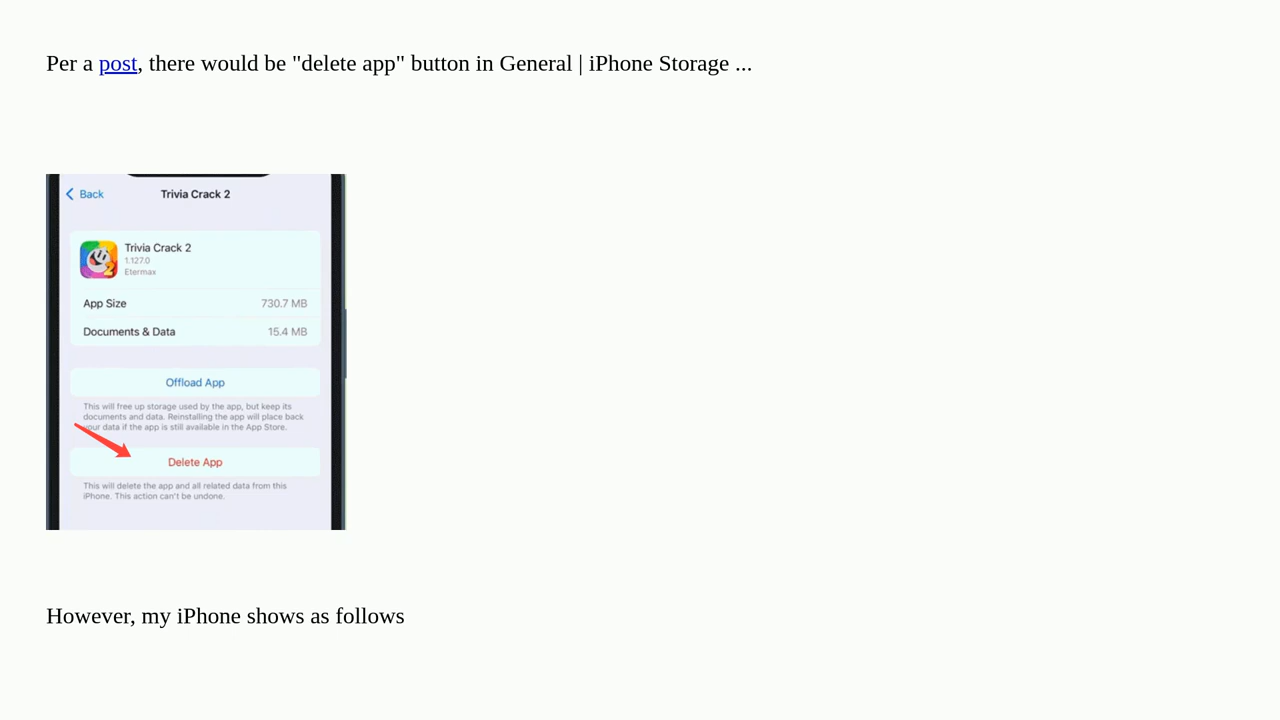 Per a post, there would be "delete app" button in General | iPhone Storage ...
Back
Trivia Crack 2
Trivia Crack 2
1.127.0
Etermax
App Size 730.7 MB
Documents & Data 15.4 MB
Offload App
This will free up storage used by the app, but keep its
documents and data. Reinstalling the app will place back
your data if the app is still available in the App Store.
Delete App
This will delete the app and all related data from this
iPhone. This action can't be undone.
However, my iPhone shows as follows